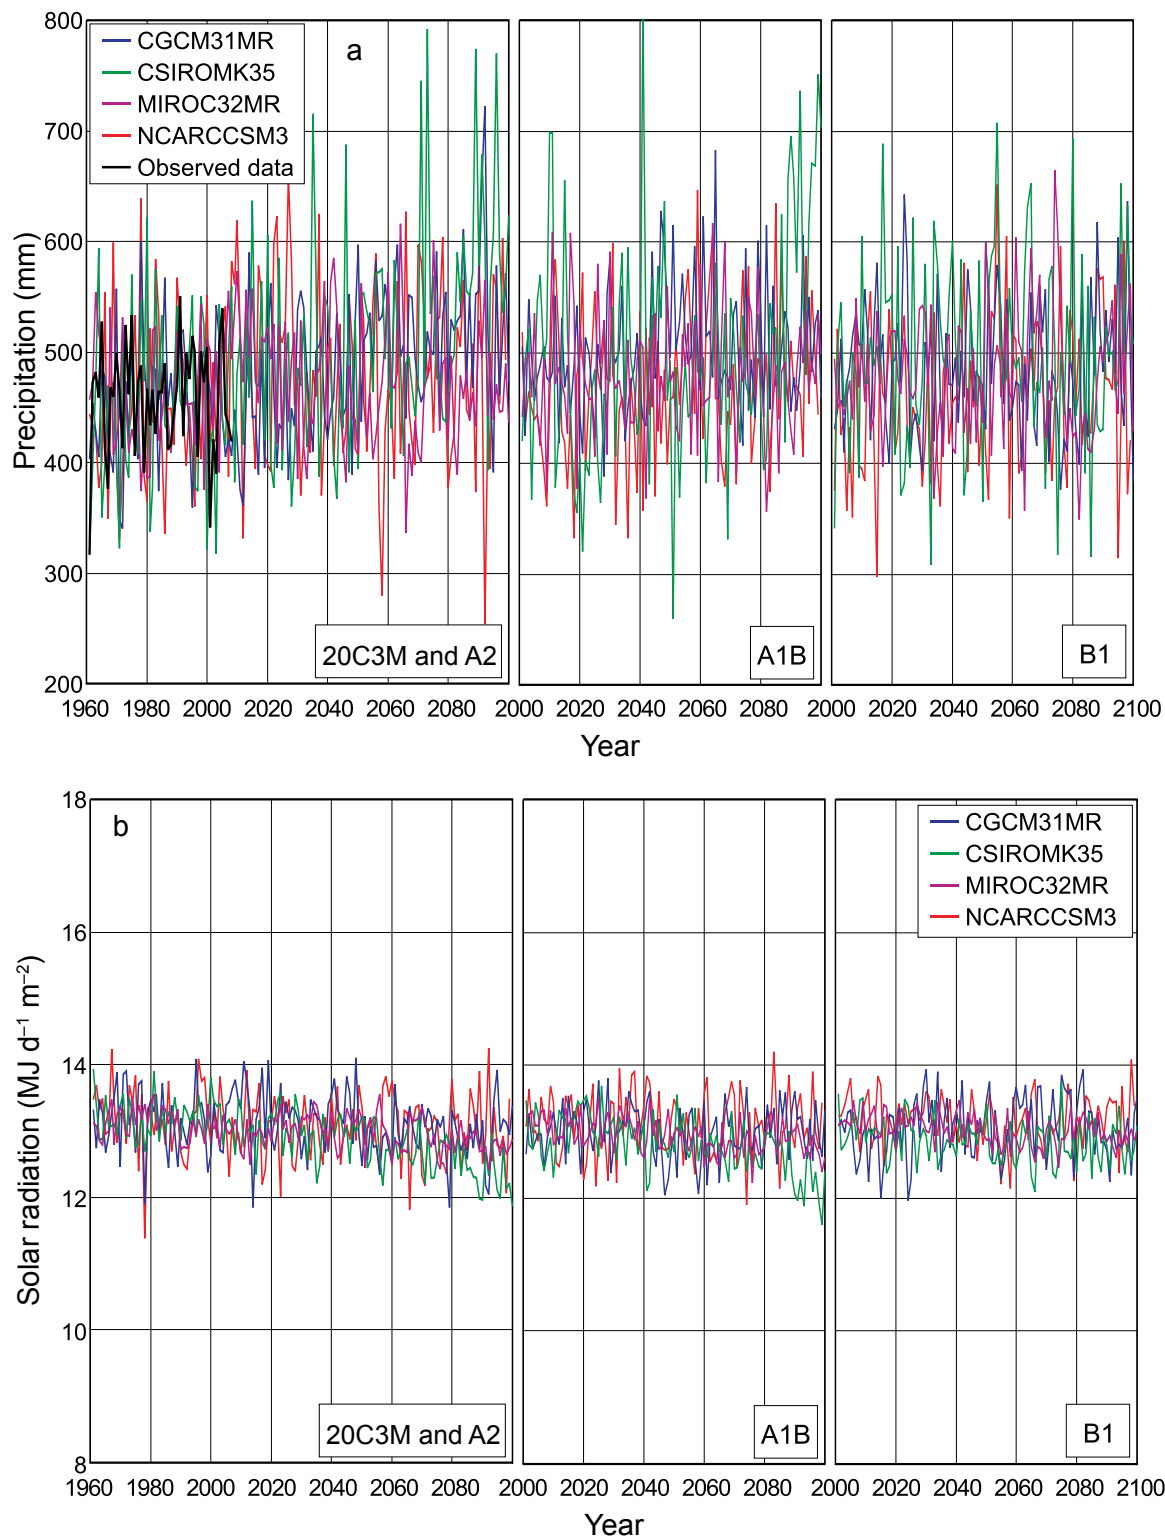 a
CGCM31MR
CSIROMK35
MIROC32MR
NCARCCSM3
Observed data
Precipitation (mm)
800
700
600
500
400
300
200
20C3M and A2
A1B
B1
1960 1980 2000 2020 2040 2060 2080 2000 2020 2040 2060 2080 2000 2020 2040 2060 2080 2100
Year
b
CGCM31MR
CSIROMK35
MIROC32MR
NCARCCSM3
Solar radiation (MJ d⁻¹ m⁻²)
18
16
14
12
10
8
20C3M and A2
A1B
B1
1960 1980 2000 2020 2040 2060 2080 2000 2020 2040 2060 2080 2000 2020 2040 2060 2080 2100
Year